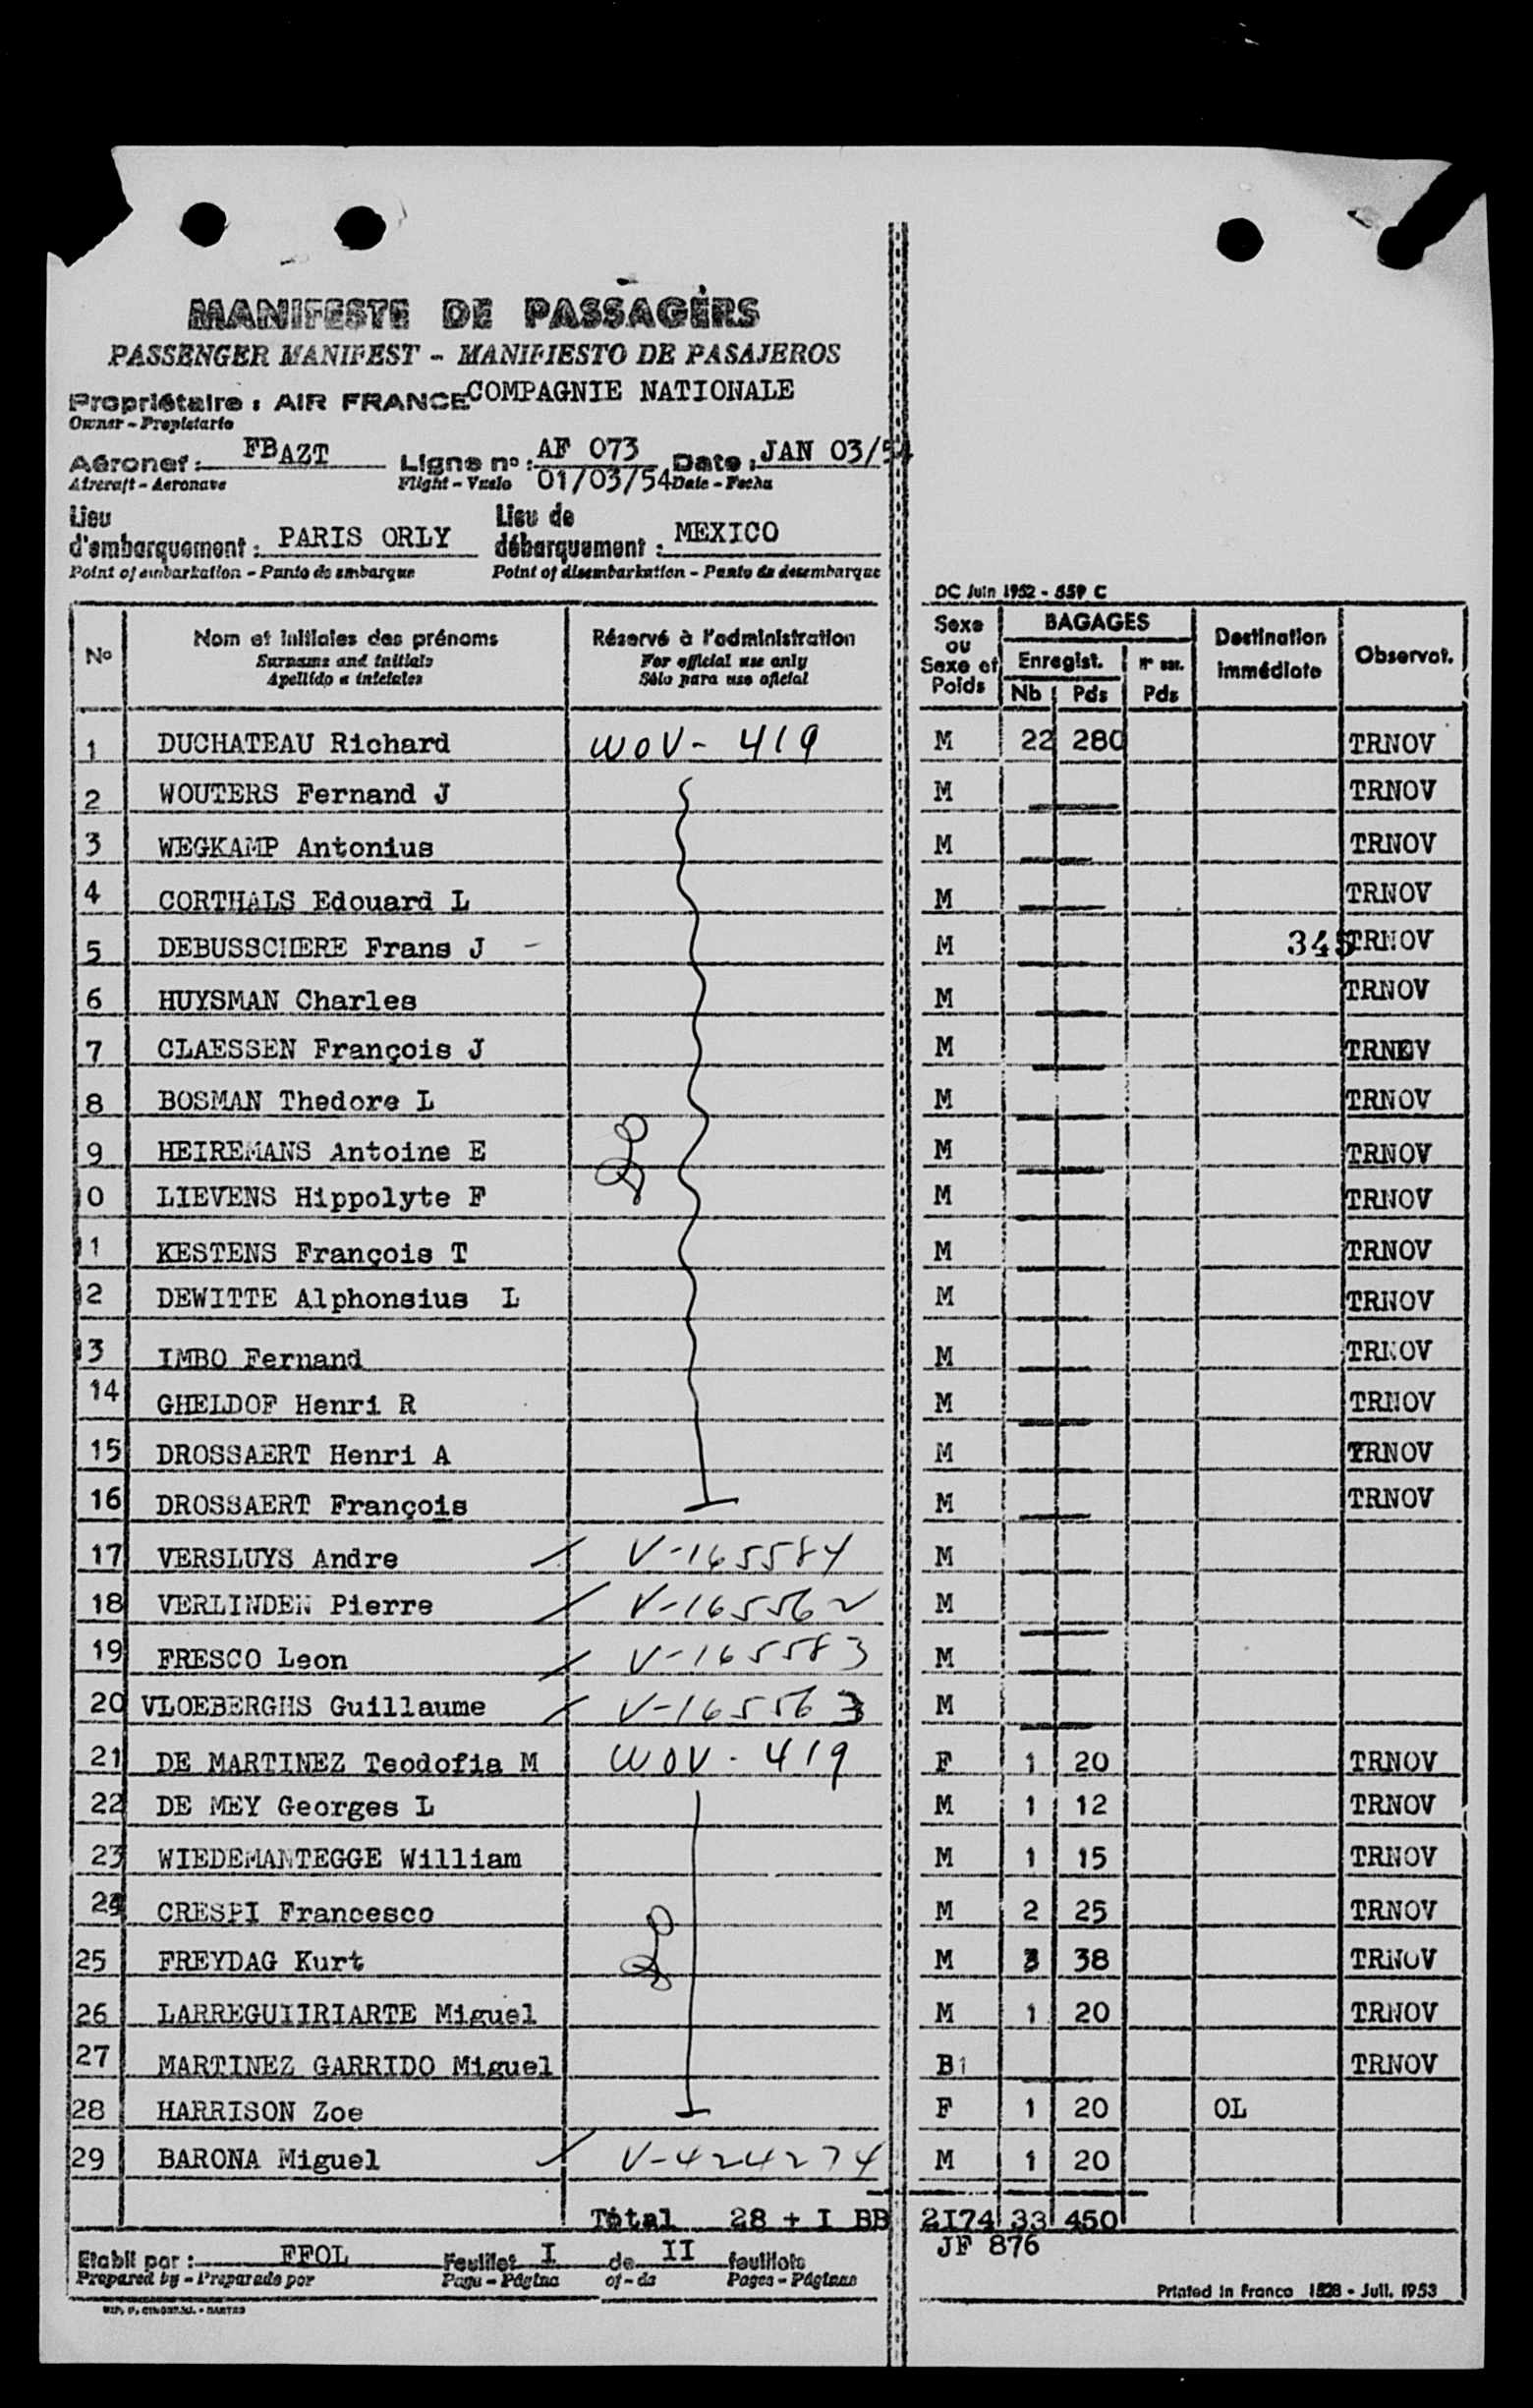 MANIFESTE DE PASSAGERS
PASSENGER MANIFEST - MANIFIESTO DE PASAJEROS
Propriétaire : AIR FRANCE COMPAGNIE NATIONALE
Owner - Propietario
Aéronef : FBAZT Ligne n° : AF 073 Date : JAN 03/54
Aircraft - Aeronave Flight - Vuelo 01/03/54 Date - Fecha
Lieu d'embarquement : PARIS ORLY Lieu de débarquement : MEXICO
Point of embarkation - Punto de embarque Point of disembarkation - Punto de desembarque
DC Juin 1952 - 559 C
N° Nom et initiales des prénoms Réservé à l'administration Sexe ou Sexe et Poids BAGAGES Destination immédiate Observat.
Surname and initials For official use only Enregist.
Apellido e iniciales Sólo para uso oficial Nb Pds Pds
1 DUCHATEAU Richard WOV- 419 M 22 280 TRNOV
2 WOUTERS Fernand J M TRNOV
3 WEGKAMP Antonius M TRNOV
4 CORTHALS Edouard L M TRNOV
5 DEBUSSCHERE Frans J - M 345 TRNOV
6 HUYSMAN Charles M TRNOV
7 CLAESSEN François J M TRNEV
8 BOSMAN Thedore L M TRNOV
9 HEIREMANS Antoine E M TRNOV
10 LIEVENS Hippolyte F M TRNOV
11 KESTENS François T M TRNOV
12 DEWITTE Alphonsius L M TRNOV
13 IMBO Fernand M TRNOV
14 GHELDOF Henri R M TRNOV
15 DROSSAERT Henri A M TRNOV
16 DROSSAERT François M TRNOV
17 VERSLUYS Andre / V-165584 M
18 VERLINDEN Pierre / V-165562 M
19 FRESCO Leon / V-165583 M
20 VLOEBERGHS Guillaume / V-165563 M
21 DE MARTINEZ Teodofia M WOV - 419 F 1 20 TRNOV
22 DE MEY Georges L M 1 12 TRNOV
23 WIEDEMANTEGGE William M 1 15 TRNOV
24 CRESPI Francesco M 2 25 TRNOV
25 FREYDAG Kurt M 3 38 TRNOV
26 LARREGUIIRIARTE Miguel M 1 20 TRNOV
27 MARTINEZ GARRIDO Miguel B1 TRNOV
28 HARRISON Zoe F 1 20 OL
29 BARONA Miguel / V-424274 M 1 20
Total 28 + I BB 2174 33 450
JF 876
Etabli par : FFOL Feuillet I de II feuillets
Prepared by - Preparado por Page - Página of - de Pages - Páginas
Printed in France 1528 - Juil. 1953